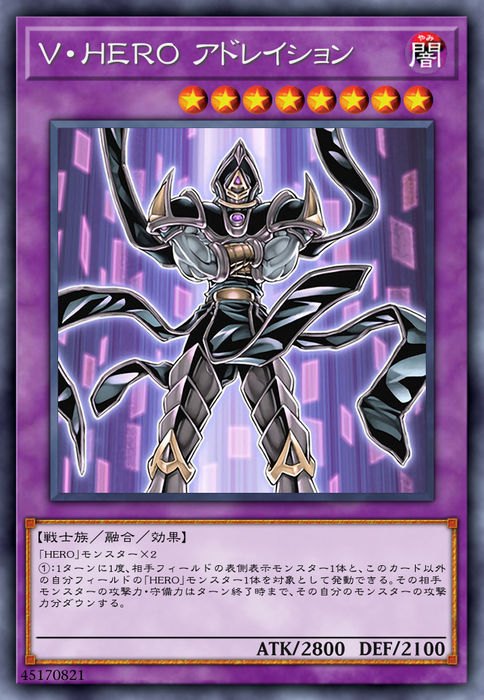 V・HERO アドレイション
やみ
闇
【戦士族／融合／効果】
「HERO」モンスター×2
①:1ターンに1度、相手フィールドの表側表示モンスター1体と、このカード以外
の自分フィールドの「HERO」モンスター1体を対象として発動できる。その相手
モンスターの攻撃力・守備力はターン終了時まで、その自分のモンスターの攻撃
力分ダウンする。
ATK/2800 DEF/2100
45170821